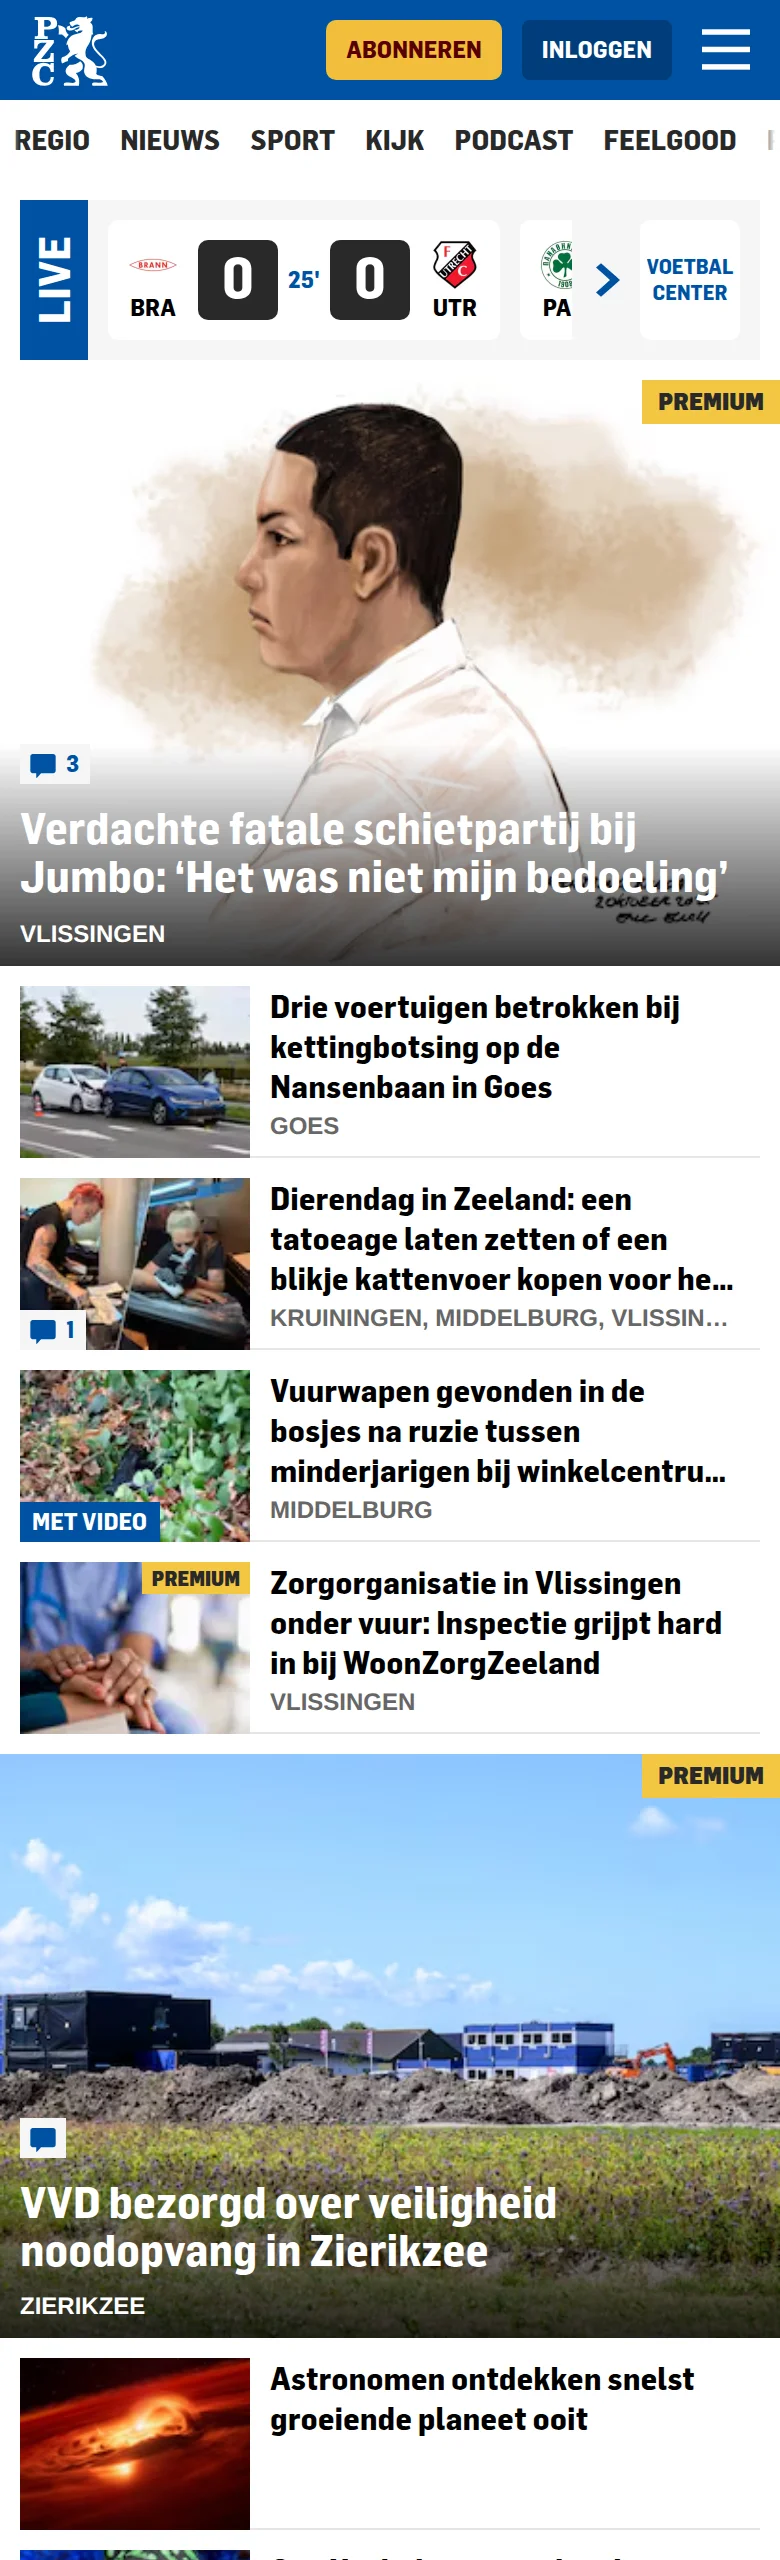 PZC
ABONNEREN
INLOGGEN
REGIO NIEUWS SPORT KIJK PODCAST FEELGOOD
LIVE
BRANN
BRA
0
25'
0
FC UTRECHT
UTR
PA
VOETBAL
CENTER
PREMIUM
3
Verdachte fatale schietpartij bij
Jumbo: ‘Het was niet mijn bedoeling’
VLISSINGEN
Drie voertuigen betrokken bij
kettingbotsing op de
Nansenbaan in Goes
GOES
Dierendag in Zeeland: een
tatoeage laten zetten of een
blikje kattenvoer kopen voor he...
1
KRUININGEN, MIDDELBURG, VLISSIN...
Vuurwapen gevonden in de
bosjes na ruzie tussen
minderjarigen bij winkelcentru...
MET VIDEO
MIDDELBURG
PREMIUM
Zorgorganisatie in Vlissingen
onder vuur: Inspectie grijpt hard
in bij WoonZorgZeeland
VLISSINGEN
PREMIUM
VVD bezorgd over veiligheid
noodopvang in Zierikzee
ZIERIKZEE
Astronomen ontdekken snelst
groeiende planeet ooit